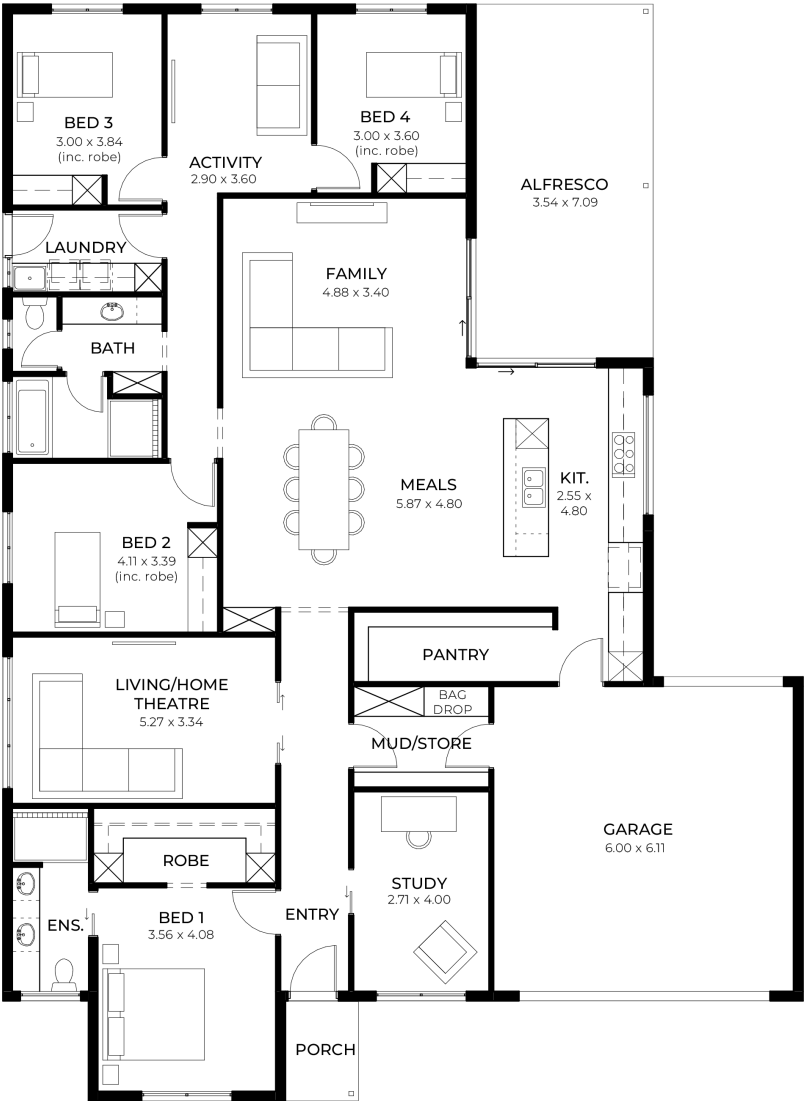 BED 3
3.00 x 3.84
(inc. robe)
ACTIVITY
2.90 x 3.60
BED 4
3.00 x 3.60
(inc. robe)
ALFRESCO
3.54 x 7.09
LAUNDRY
FAMILY
4.88 x 3.40
BATH
MEALS
5.87 x 4.80
KIT.
2.55 x
4.80
BED 2
4.11 x 3.39
(inc. robe)
PANTRY
LIVING/HOME
THEATRE
5.27 x 3.34
BAG
DROP
MUD/STORE
GARAGE
6.00 x 6.11
ROBE
STUDY
2.71 x 4.00
ENS.
BED 1
3.56 x 4.08
ENTRY
PORCH